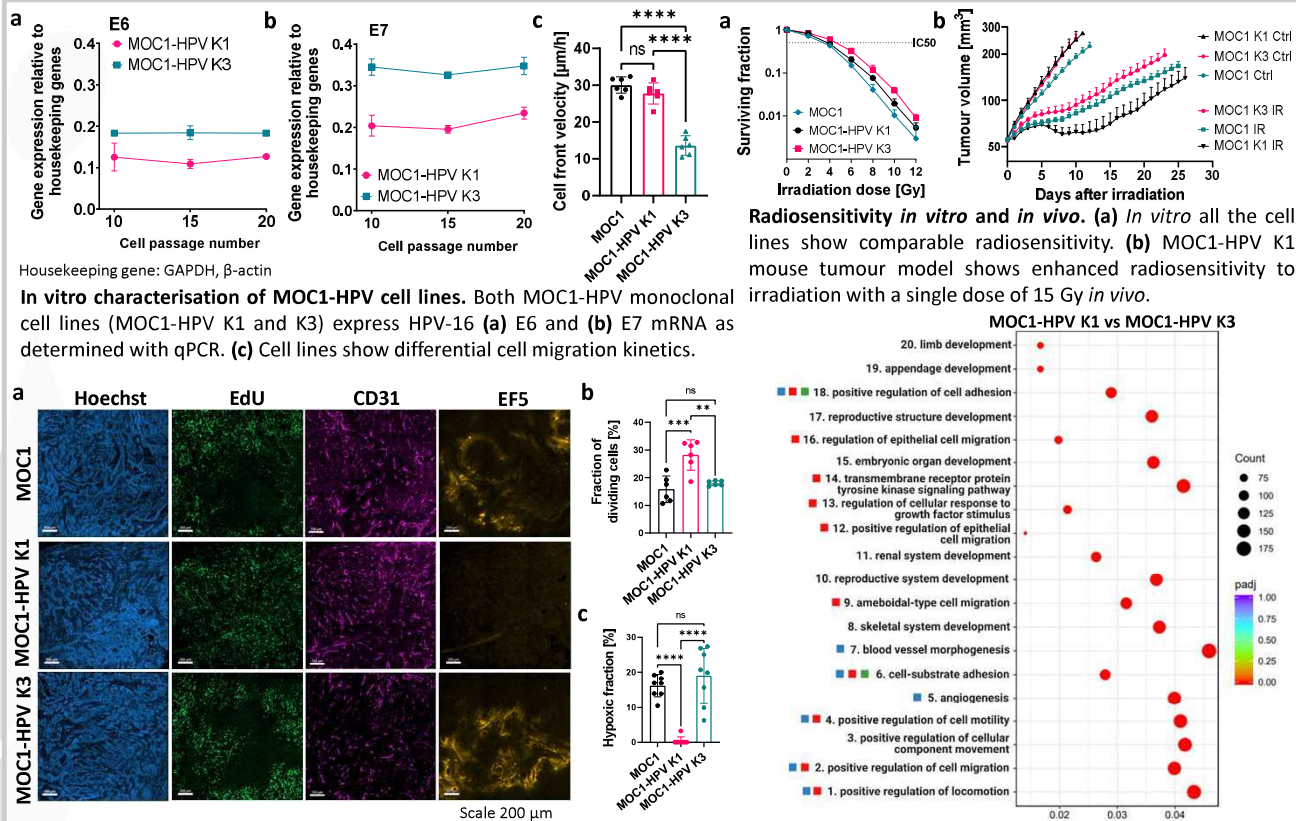 a
E6
MOC1-HPV K1
MOC1-HPV K3
Gene expression relative to
housekeeping genes
0.4
0.3
0.2
0.1
0.0
10
15
20
Cell passage number
b
E7
Gene expression relative to
housekeeping genes
0.4
0.3
0.2
0.1
0.0
MOC1-HPV K1
MOC1-HPV K3
10
15
20
Cell passage number
c
****
ns
****
Cell front velocity [µm/h]
50
40
30
20
10
0
MOC1
MOC1-HPV K1
MOC1-HPV K3
Housekeeping gene: GAPDH, β-actin
In vitro characterisation of MOC1-HPV cell lines. Both MOC1-HPV monoclonal
cell lines (MOC1-HPV K1 and K3) express HPV-16 (a) E6 and (b) E7 mRNA as
determined with qPCR. (c) Cell lines show differential cell migration kinetics.
a
Surviving fraction
1
0.1
0.01
IC50
MOC1
MOC1-HPV K1
MOC1-HPV K3
0 2 4 6 8 10 12
Irradiation dose [Gy]
b
Tumour volume [mm³]
300
200
100
50
MOC1 K1 Ctrl
MOC1 K3 Ctrl
MOC1 Ctrl
MOC1 K3 IR
MOC1 IR
MOC1 K1 IR
0 5 10 15 20 25 30
Days after irradiation
Radiosensitivity in vitro and in vivo. (a) In vitro all the cell
lines show comparable radiosensitivity. (b) MOC1-HPV K1
mouse tumour model shows enhanced radiosensitivity to
irradiation with a single dose of 15 Gy in vivo.
a
Hoechst
EdU
CD31
EF5
MOC1
MOC1-HPV K1
MOC1-HPV K3
Scale 200 µm
b
ns
***
**
Fraction of
dividing cells [%]
40
30
20
10
0
MOC1
MOC1-HPV K1
MOC1-HPV K3
c
ns
****
****
Hypoxic fraction [%]
30
20
10
0
MOC1
MOC1-HPV K1
MOC1-HPV K3
MOC1-HPV K1 vs MOC1-HPV K3
20. limb development
19. appendage development
18. positive regulation of cell adhesion
17. reproductive structure development
16. regulation of epithelial cell migration
15. embryonic organ development
14. transmembrane receptor protein
tyrosine kinase signaling pathway
13. regulation of cellular response to
growth factor stimulus
12. positive regulation of epithelial
cell migration
11. renal system development
10. reproductive system development
9. ameboidal-type cell migration
8. skeletal system development
7. blood vessel morphogenesis
6. cell-substrate adhesion
5. angiogenesis
4. positive regulation of cell motility
3. positive regulation of cellular
component movement
2. positive regulation of cell migration
1. positive regulation of locomotion
0.02
0.03
0.04
Count
75
100
125
150
175
padj
1.00
0.75
0.50
0.25
0.00